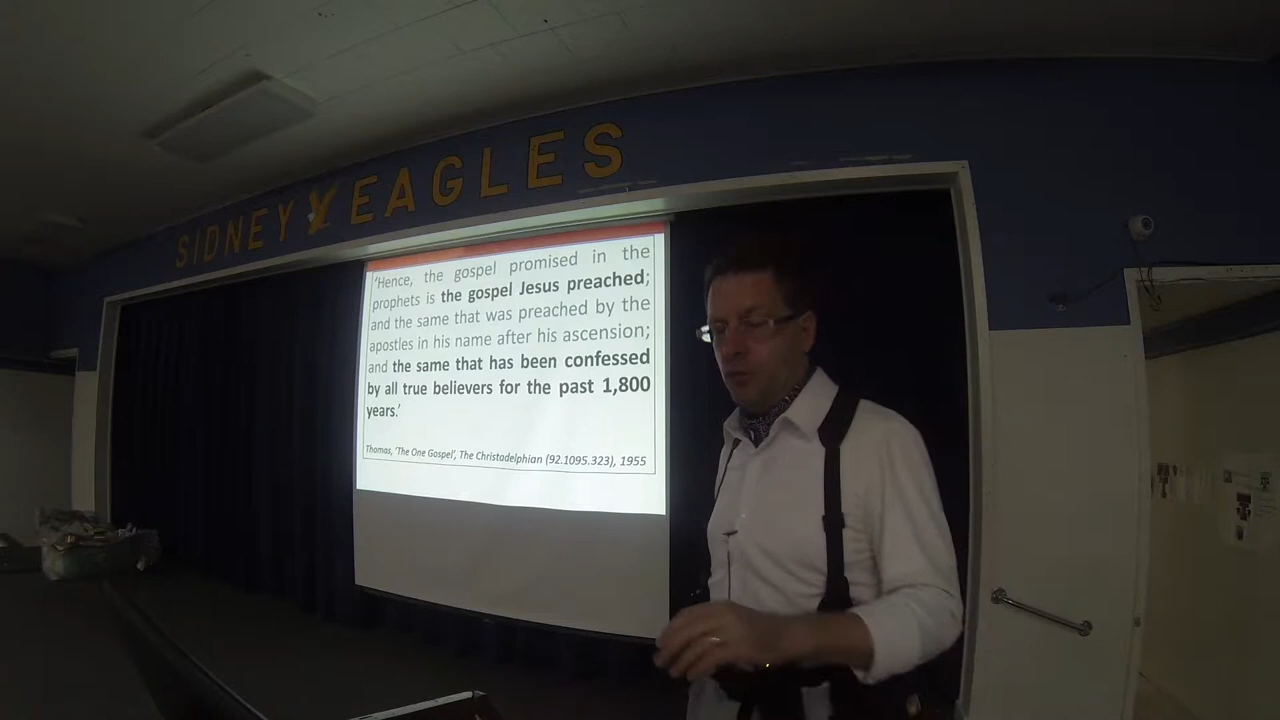 SIDNEY EAGLES
'Hence, the gospel promised in the
prophets is the gospel Jesus preached;
and the same that was preached by the
apostles in his name after his ascension;
and the same that has been confessed
by all true believers for the past 1,800
years.'
Thomas, 'The One Gospel', The Christadelphian (92.1095.323), 1955